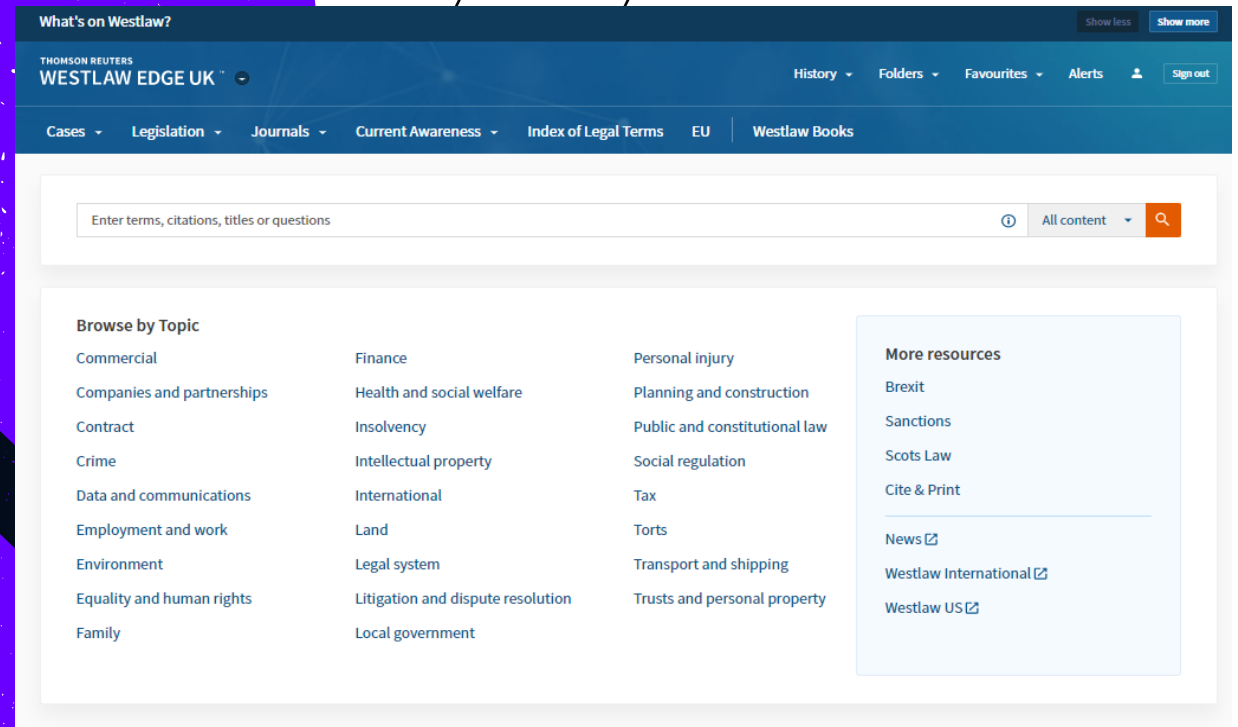 What's on Westlaw?
Show less
Show more
THOMSON REUTERS
WESTLAW EDGE UK™
History
Folders
Favourites
Alerts
Sign out
Cases
Legislation
Journals
Current Awareness
Index of Legal Terms
EU
Westlaw Books
Enter terms, citations, titles or questions
All content
Browse by Topic
Commercial
Companies and partnerships
Contract
Crime
Data and communications
Employment and work
Environment
Equality and human rights
Family
Finance
Health and social welfare
Insolvency
Intellectual property
International
Land
Legal system
Litigation and dispute resolution
Local government
Personal injury
Planning and construction
Public and constitutional law
Social regulation
Tax
Torts
Transport and shipping
Trusts and personal property
More resources
Brexit
Sanctions
Scots Law
Cite & Print
News
Westlaw International
Westlaw US